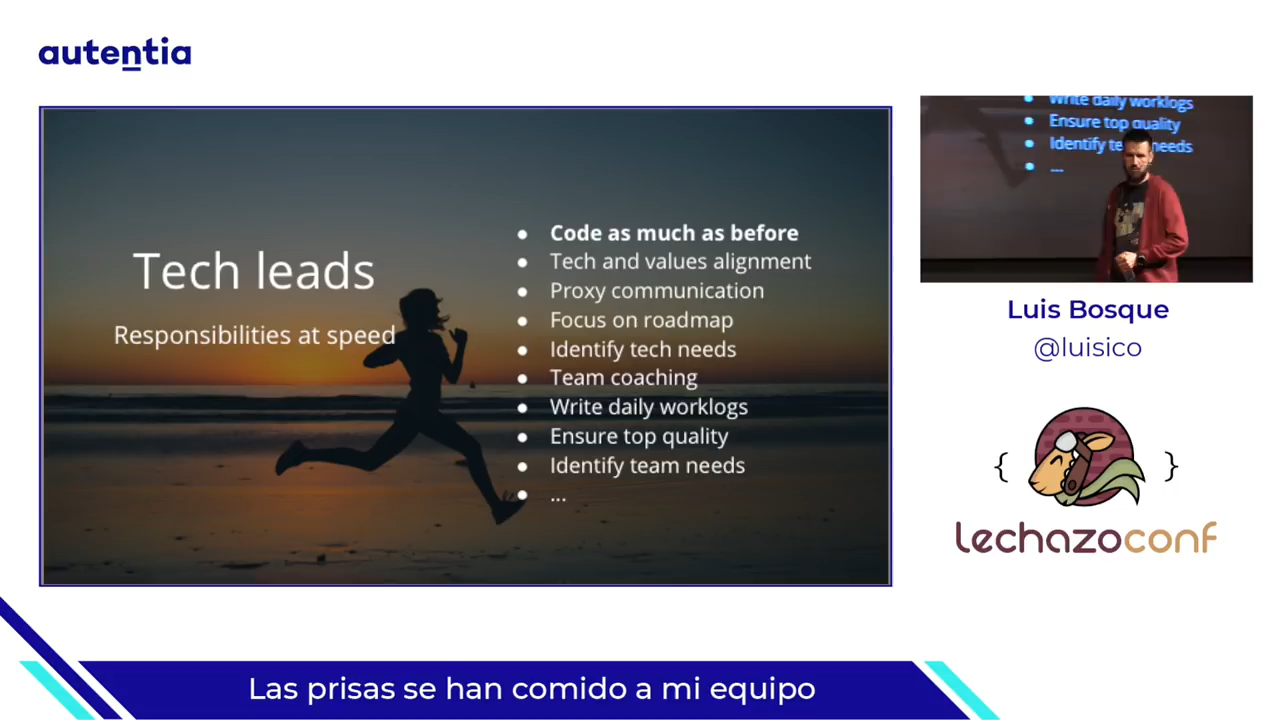 autentia
Tech leads
Responsibilities at speed
Code as much as before
Tech and values alignment
Proxy communication
Focus on roadmap
Identify tech needs
Team coaching
Write daily worklogs
Ensure top quality
Identify team needs
...
Write daily worklogs
Ensure top quality
Identify te needs
...
Luis Bosque
@luisico
{ }
Lechazoconf
Las prisas se han comido a mi equipo